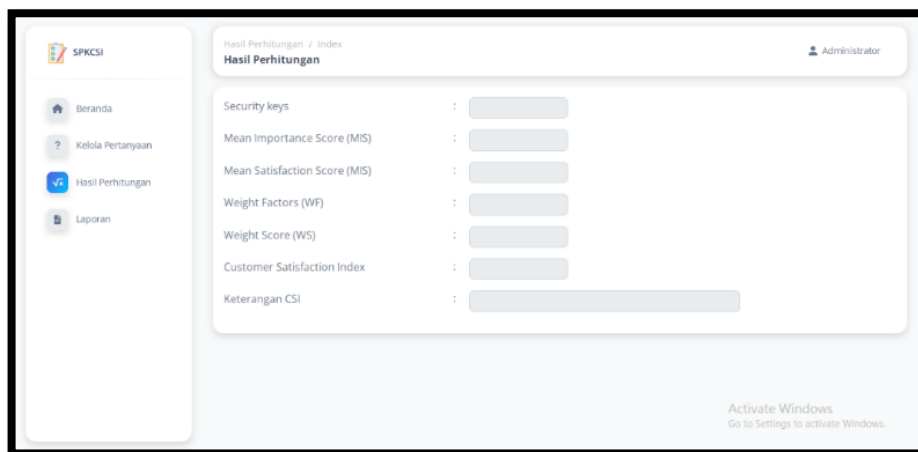 SPKCSI
Beranda
?
Kelola Pertanyaan
Hasil Perhitungan
Laporan
Hasil Perhitungan / Index
Hasil Perhitungan
Administrator
Security keys :
Mean Importance Score (MIS) :
Mean Satisfaction Score (MIS) :
Weight Factors (WF) :
Weight Score (WS) :
Customer Satisfaction Index :
Keterangan CSI :
Activate Windows
Go to Settings to activate Windows.